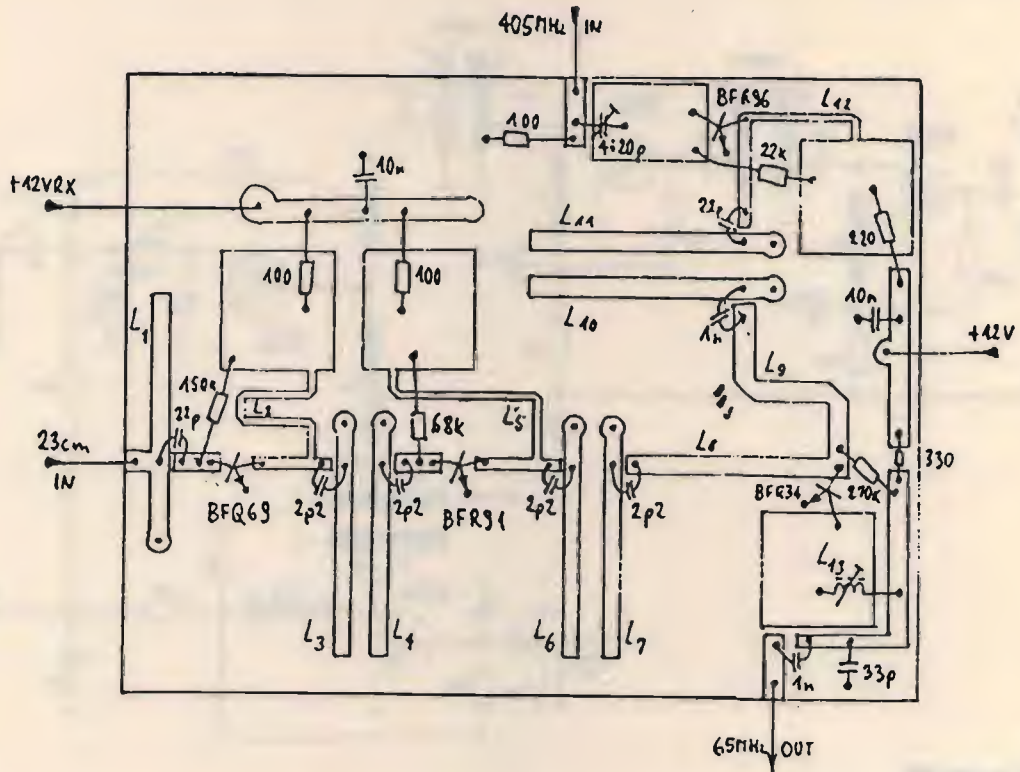 405MHz IN
BFR96
L12
100
4÷20p
22k
10n
+12VRX
22p
L11
220
100
100
L10
1n
10n
+12V
L1
L9
150k
L2
68k
L5
22p
23cm
IN
L8
330
BFQ69
2p2
2p2
BFR91
2p2
2p2
BFR34
270k
L13
L3
L4
L6
L7
1n
33p
65MHz OUT